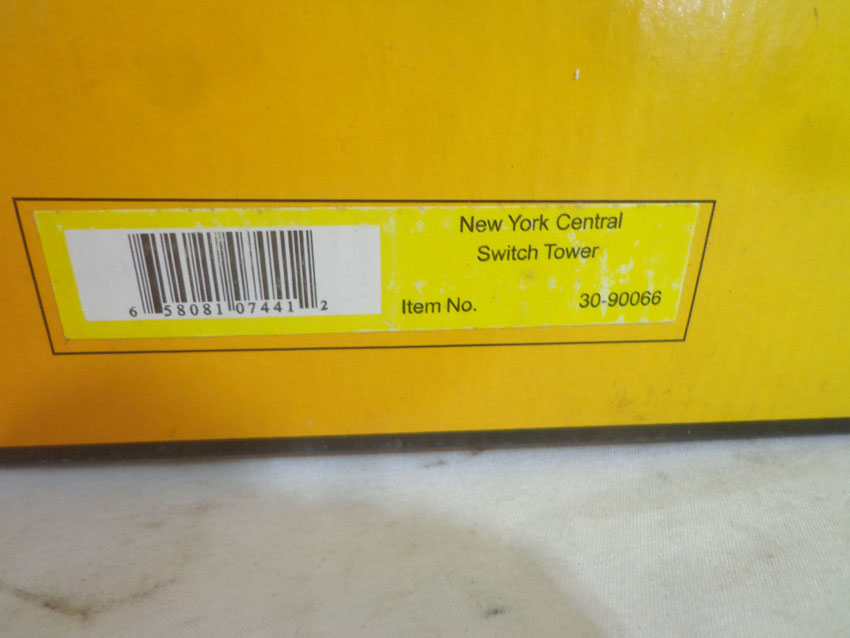 New York Central
Switch Tower
Item No. 30-90066
6 58081 07441 2